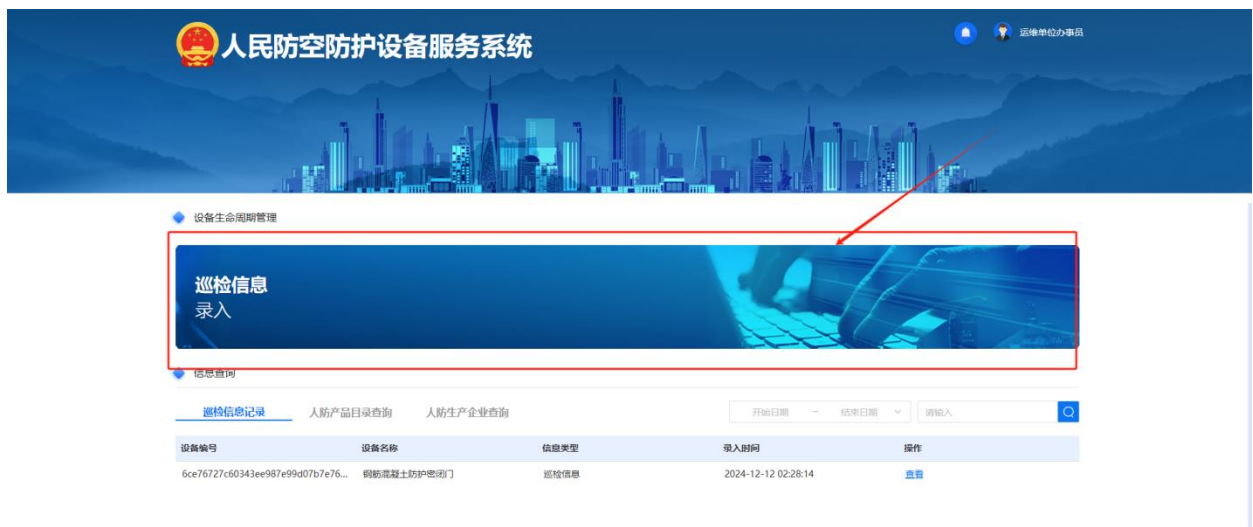 人民防空防护设备服务系统
运维单位办事员
设备生命周期管理
巡检信息
录入
信息查询
巡检信息记录 人防产品目录查询 人防生产企业查询 开始日期 - 结束日期 请输入
设备编号 设备名称 信息类型 录入时间 操作
6ce76727c60343ee987e99d07b7e76... 钢筋混凝土防护密闭门 巡检信息 2024-12-12 02:28:14 查看